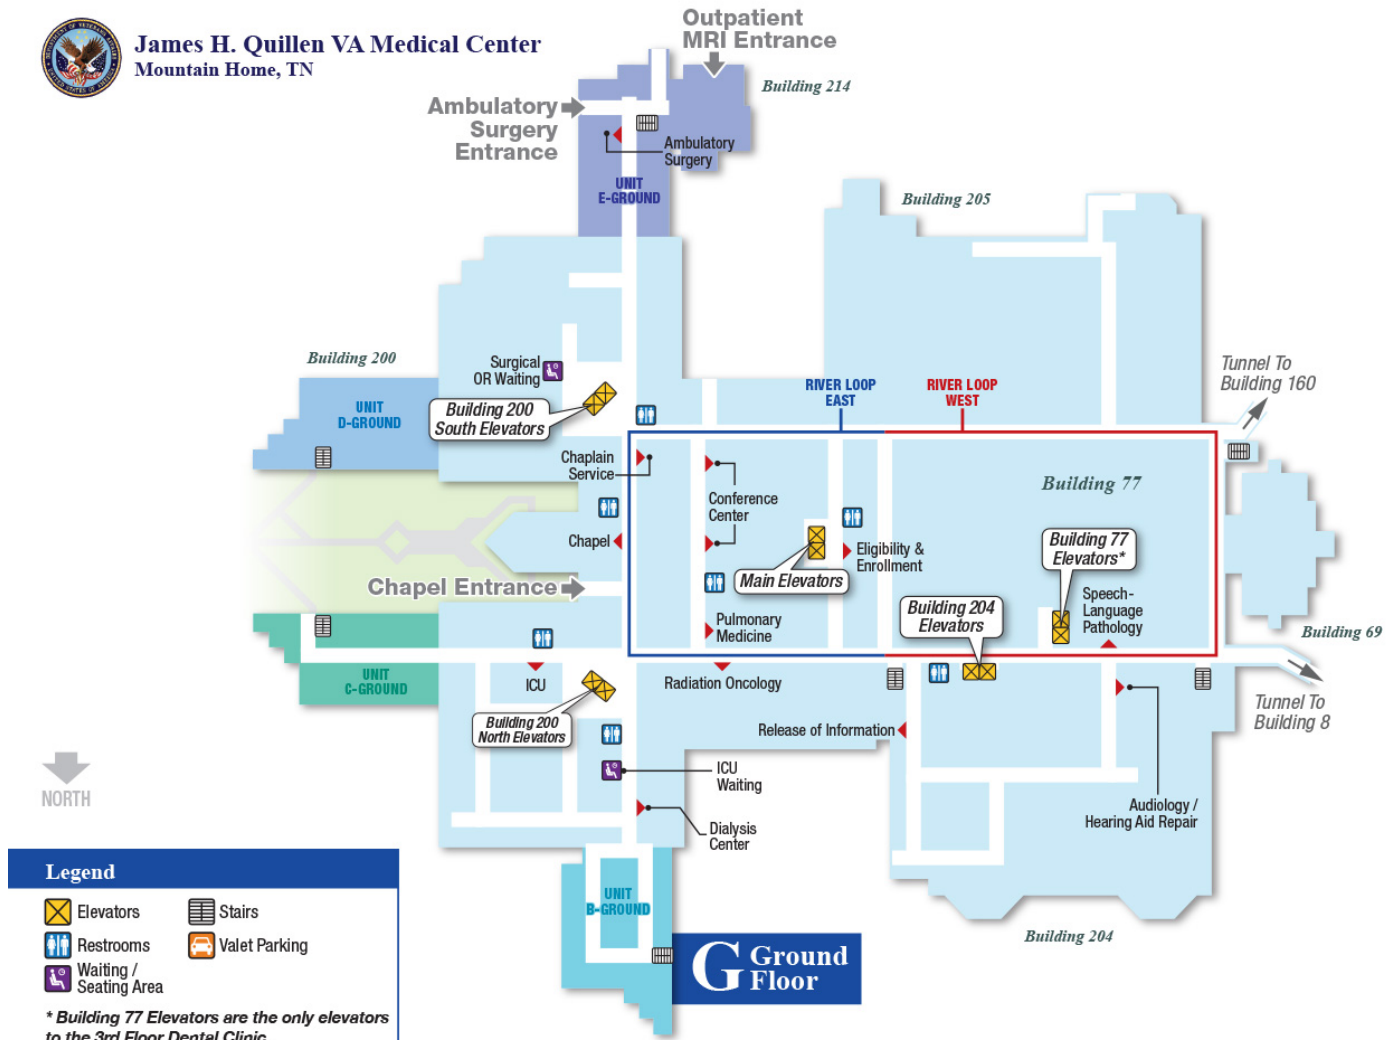 James H. Quillen VA Medical Center
Mountain Home, TN
Outpatient
MRI Entrance
Building 214
Ambulatory
Surgery
Entrance
Ambulatory
Surgery
UNIT
E-GROUND
Building 205
Building 200
Surgical
OR Waiting
UNIT
D-GROUND
Building 200
South Elevators
RIVER LOOP
EAST
RIVER LOOP
WEST
Tunnel To
Building 160
Chaplain
Service
Conference
Center
Building 77
Chapel
Main Elevators
Eligibility &
Enrollment
Building 77
Elevators*
Chapel Entrance
Building 204
Elevators
Speech-
Language
Pathology
Pulmonary
Medicine
Building 69
UNIT
C-GROUND
ICU
Radiation Oncology
Building 200
North Elevators
Release of Information
Tunnel To
Building 8
NORTH
ICU
Waiting
Audiology /
Hearing Aid Repair
Dialysis
Center
UNIT
B-GROUND
Building 204
G Ground
Floor
Legend
Elevators
Stairs
Restrooms
Valet Parking
Waiting /
Seating Area
* Building 77 Elevators are the only elevators
to the 3rd Floor Dental Clinic